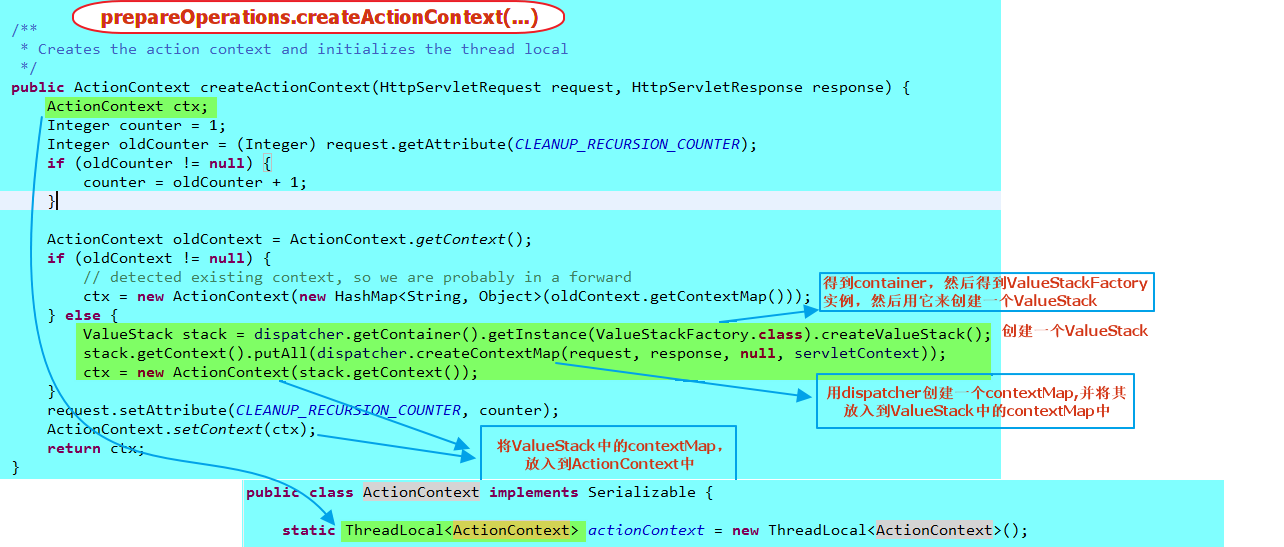 prepareOperations.createActionContext(...)
/**
 * Creates the action context and initializes the thread local
 */
public ActionContext createActionContext(HttpServletRequest request, HttpServletResponse response) {
    ActionContext ctx;
    Integer counter = 1;
    Integer oldCounter = (Integer) request.getAttribute(CLEANUP_RECURSION_COUNTER);
    if (oldCounter != null) {
        counter = oldCounter + 1;
    }
    ActionContext oldContext = ActionContext.getContext();
    if (oldContext != null) {
        // detected existing context, so we are probably in a forward
        ctx = new ActionContext(new HashMap<String, Object>(oldContext.getContextMap()));
    } else {
        ValueStack stack = dispatcher.getContainer().getInstance(ValueStackFactory.class).createValueStack();
        stack.getContext().putAll(dispatcher.createContextMap(request, response, null, servletContext));
        ctx = new ActionContext(stack.getContext());
    }
    request.setAttribute(CLEANUP_RECURSION_COUNTER, counter);
    ActionContext.setContext(ctx);
    return ctx;
}
得到container，然后得到ValueStackFactory
实例，然后用它来创建一个ValueStack
创建一个ValueStack
用dispatcher创建一个contextMap,并将其
放入到ValueStack中的contextMap中
将ValueStack中的contextMap，
放入到ActionContext中
public class ActionContext implements Serializable {
    static ThreadLocal<ActionContext> actionContext = new ThreadLocal<ActionContext>();